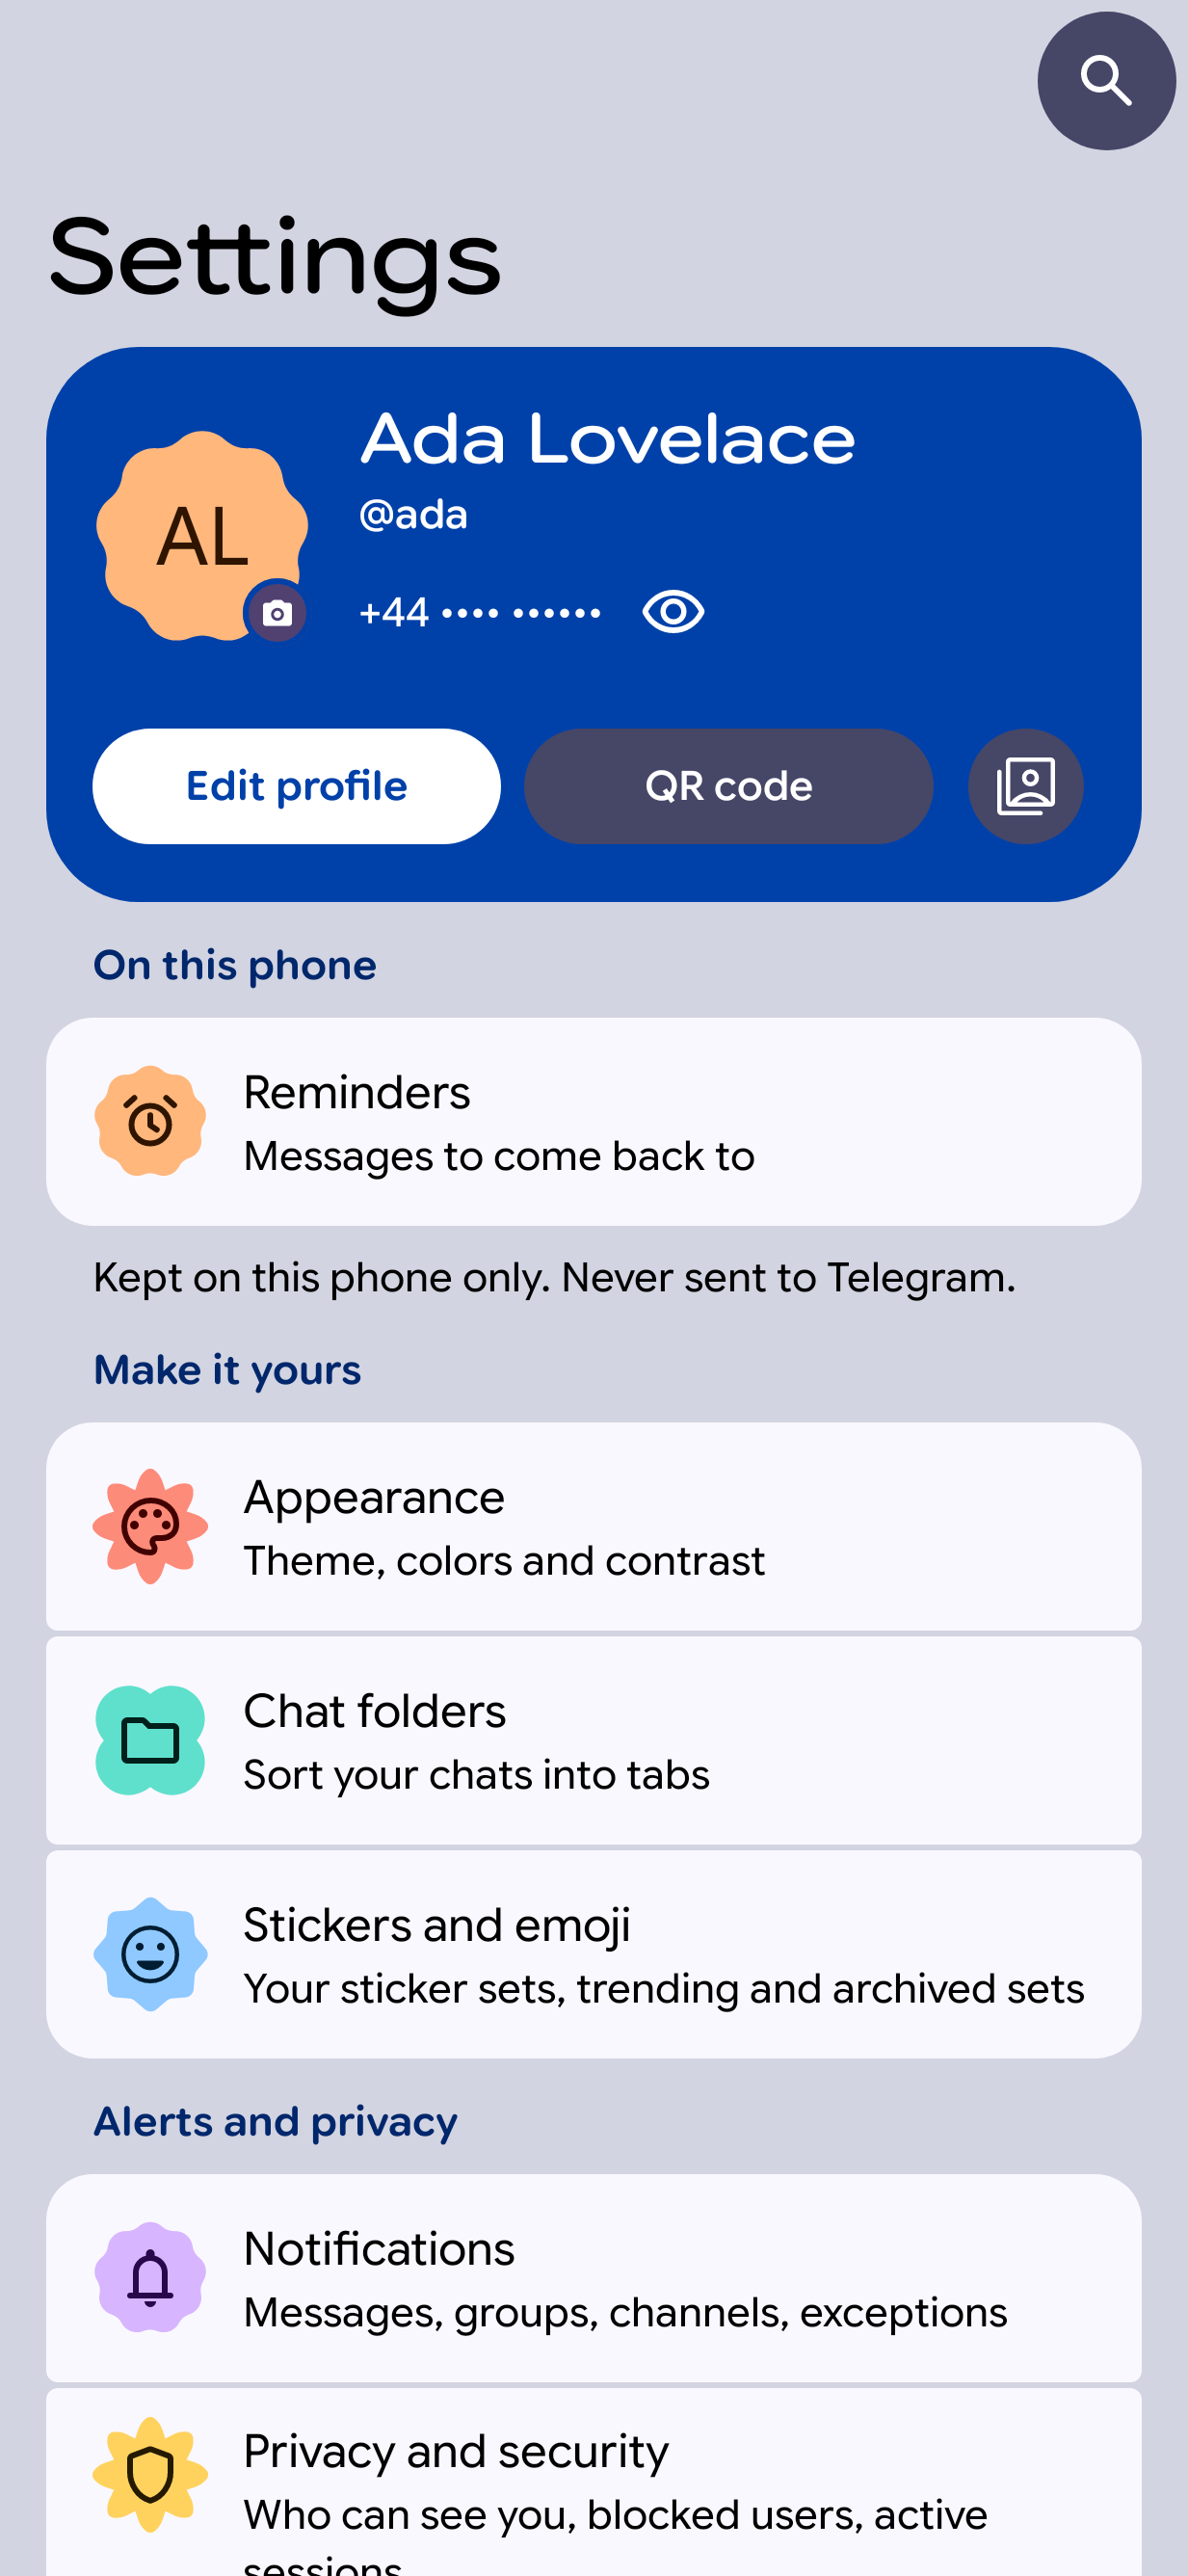 Settings
Ada Lovelace
@ada
AL
+44 •••• ••••••
Edit profile
QR code
On this phone
Reminders
Messages to come back to
Kept on this phone only. Never sent to Telegram.
Make it yours
Appearance
Theme, colors and contrast
Chat folders
Sort your chats into tabs
Stickers and emoji
Your sticker sets, trending and archived sets
Alerts and privacy
Notifications
Messages, groups, channels, exceptions
Privacy and security
Who can see you, blocked users, active
sessions